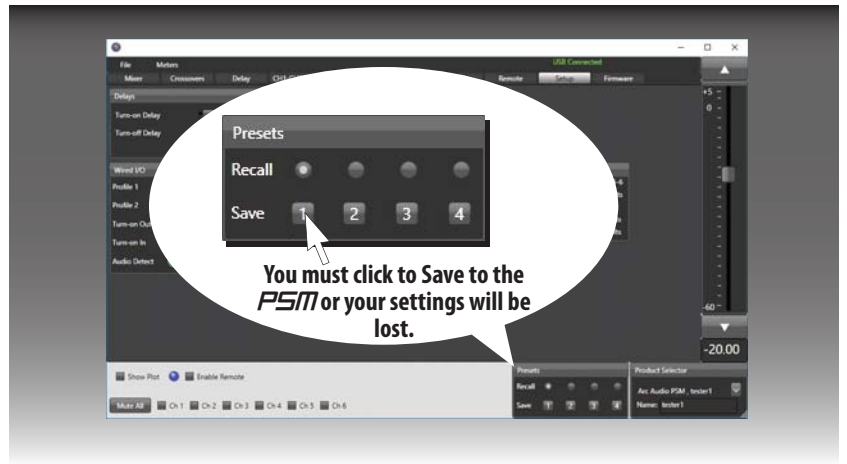 File Meters USB Connected
Mixer Crossovers Delay Remote Setup Firmware
Delays
Turn-on Delay
Turn-off Delay
Wired I/O
Profile 1
Profile 2
Turn-on Out
Turn-on In
Audio Detect
Presets
Recall
Save 1 2 3 4
You must click to Save to the
PSM or your settings will be
lost.
+5
0
-60
-20.00
Show Plot Enable Remote
Mute All Ch 1 Ch 2 Ch 3 Ch 4 Ch 5 Ch 6
Presets
Recall
Save 1 2 3 4
Product Selector
Arc Audio PSM , tester1
Name: tester1